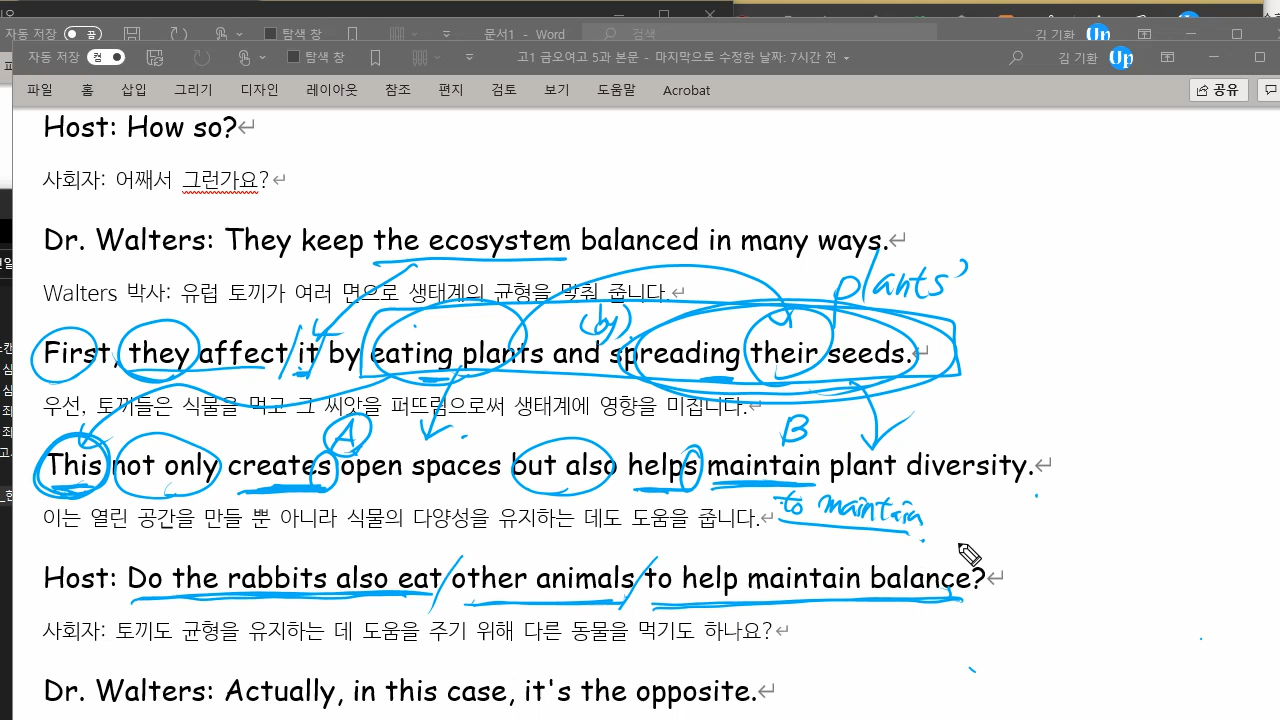 자동 저장 끔 탐색 창 문서1 - Word 검색 김 기환 Up
자동 저장 컴 탐색 창 고1 금오여고 5과 본문 - 마지막으로 수정한 날짜: 7시간 전 김 기환 Up
파일 홈 삽입 그리기 디자인 레이아웃 참조 편지 검토 보기 도움말 Acrobat 공유
Host: How so?
사회자: 어째서 그런가요?
Dr. Walters: They keep the ecosystem balanced in many ways.
plants'
Walters 박사: 유럽 토끼가 여러 면으로 생태계의 균형을 맞춰 줍니다.
(by)
First, they affect it by eating plants and spreading their seeds.
우선, 토끼들은 식물을 먹고 그 씨앗을 퍼뜨림으로써 생태계에 영향을 미칩니다.
A B
This not only creates open spaces but also helps maintain plant diversity.
to maintain
이는 열린 공간을 만들 뿐 아니라 식물의 다양성을 유지하는 데도 도움을 줍니다.
Host: Do the rabbits also eat other animals to help maintain balance?
사회자: 토끼도 균형을 유지하는 데 도움을 주기 위해 다른 동물을 먹기도 하나요?
Dr. Walters: Actually, in this case, it's the opposite.